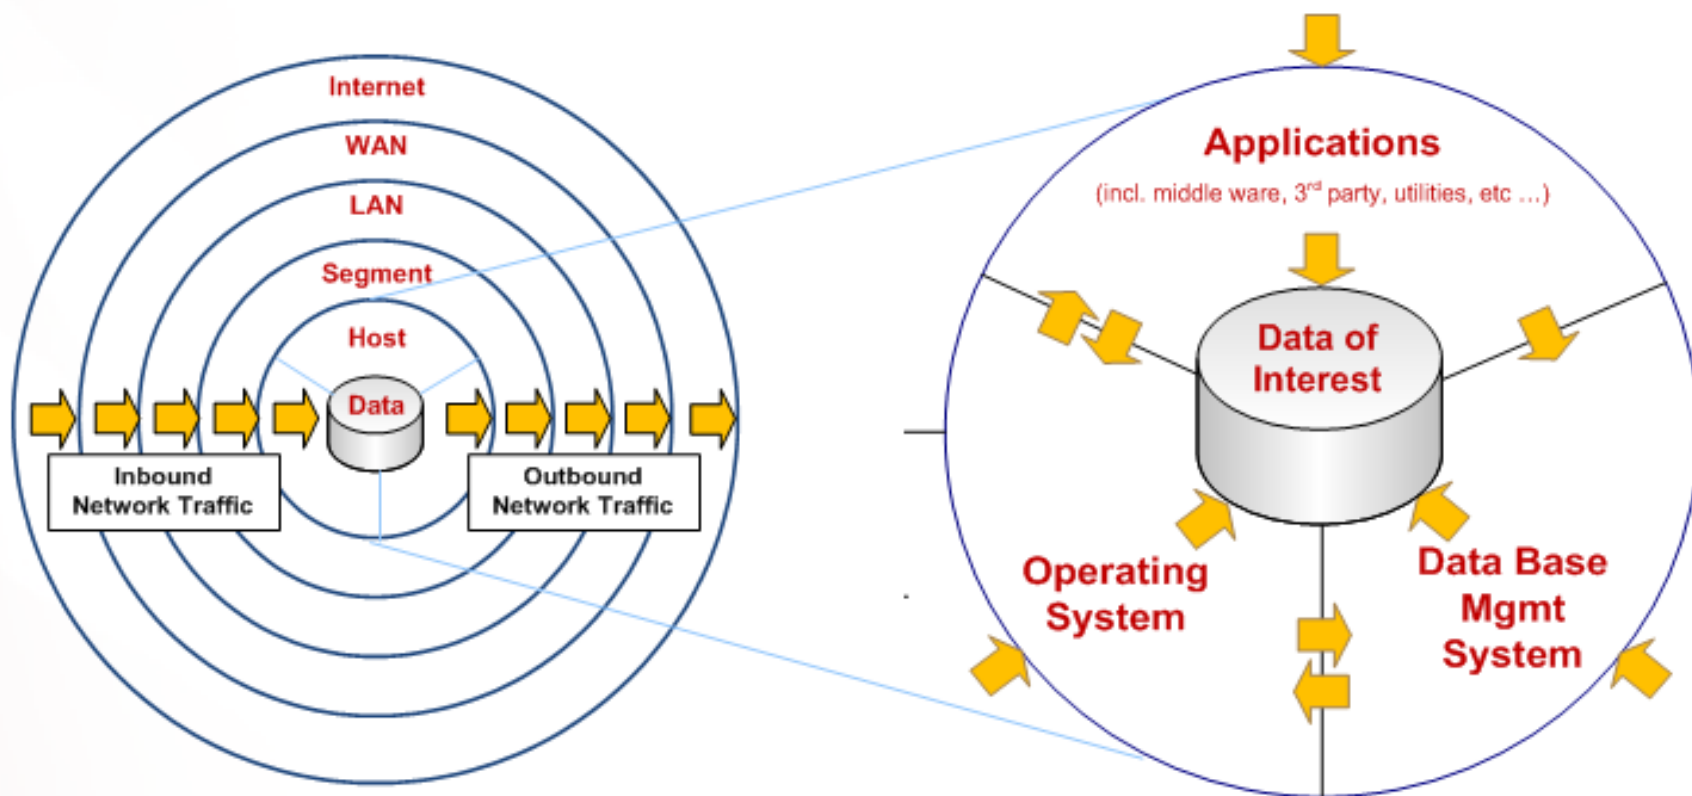 Internet
WAN
LAN
Segment
Host
Data
Inbound
Network Traffic
Outbound
Network Traffic
Applications
(incl. middle ware, 3rd party, utilities, etc ...)
Data of
Interest
Operating
System
Data Base
Mgmt
System